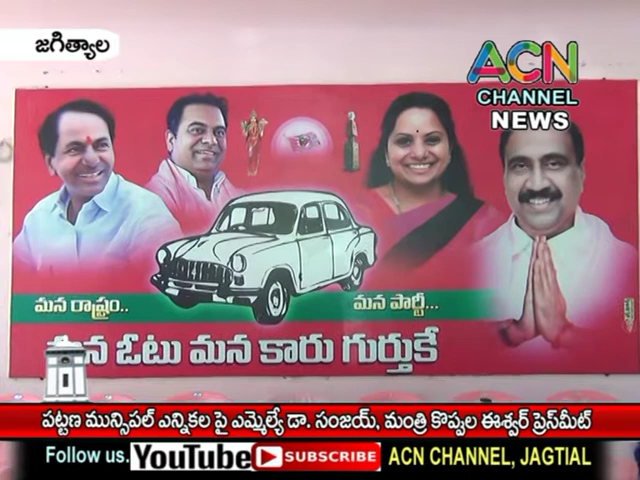 జగిత్యాల
ACN
CHANNEL
NEWS
మన రాష్ట్రం..
మన పార్టీ...
మన ఓటు మన కారు గుర్తుకే
పట్టణ మున్సిపల్ ఎన్నికల పై ఎమ్మెల్యే డా. సంజయ్, మంత్రి కొప్పుల ఈశ్వర్ ప్రెస్‌మీట్
Follow us. YouTube SUBSCRIBE ACN CHANNEL, JAGTIAL